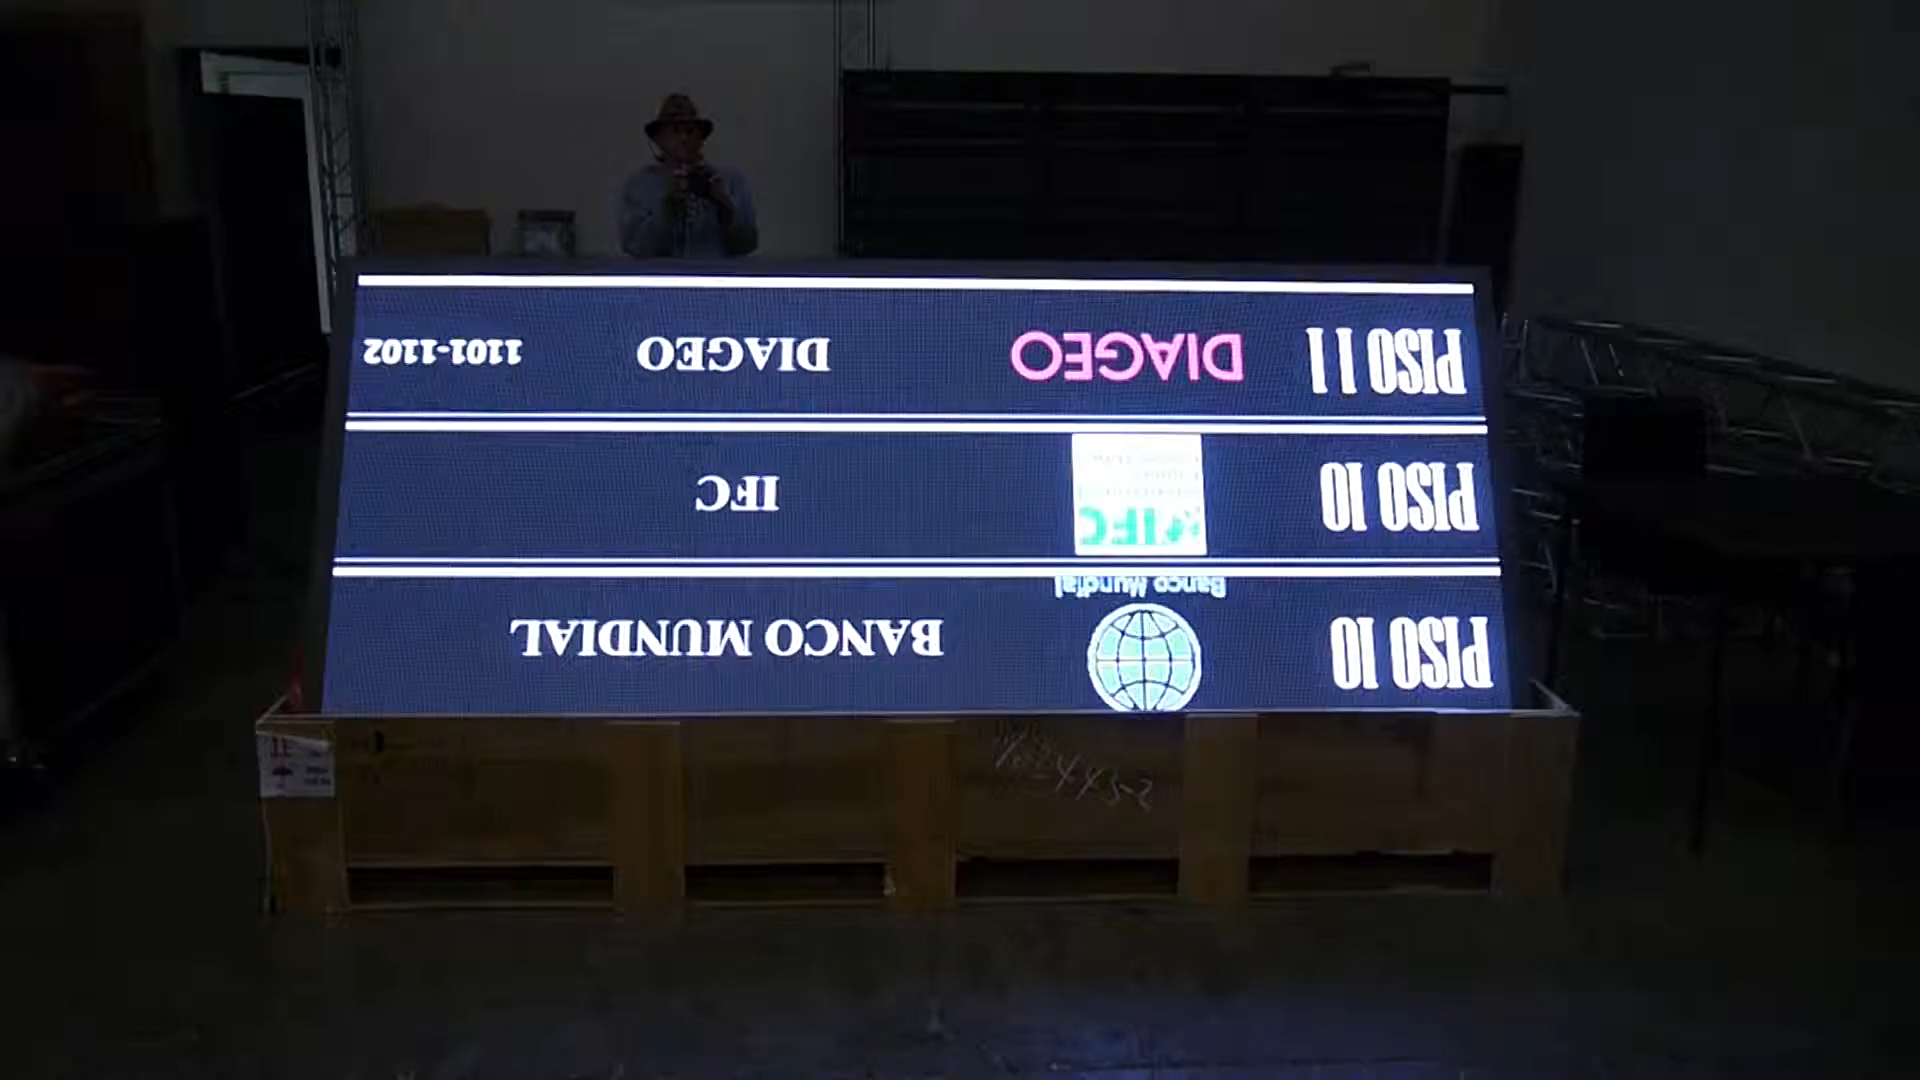 PISO 10 Banco Mundial BANCO MUNDIAL
PISO 10 IFC IFC
PISO 11 DIAGEO DIAGEO 1101-1102